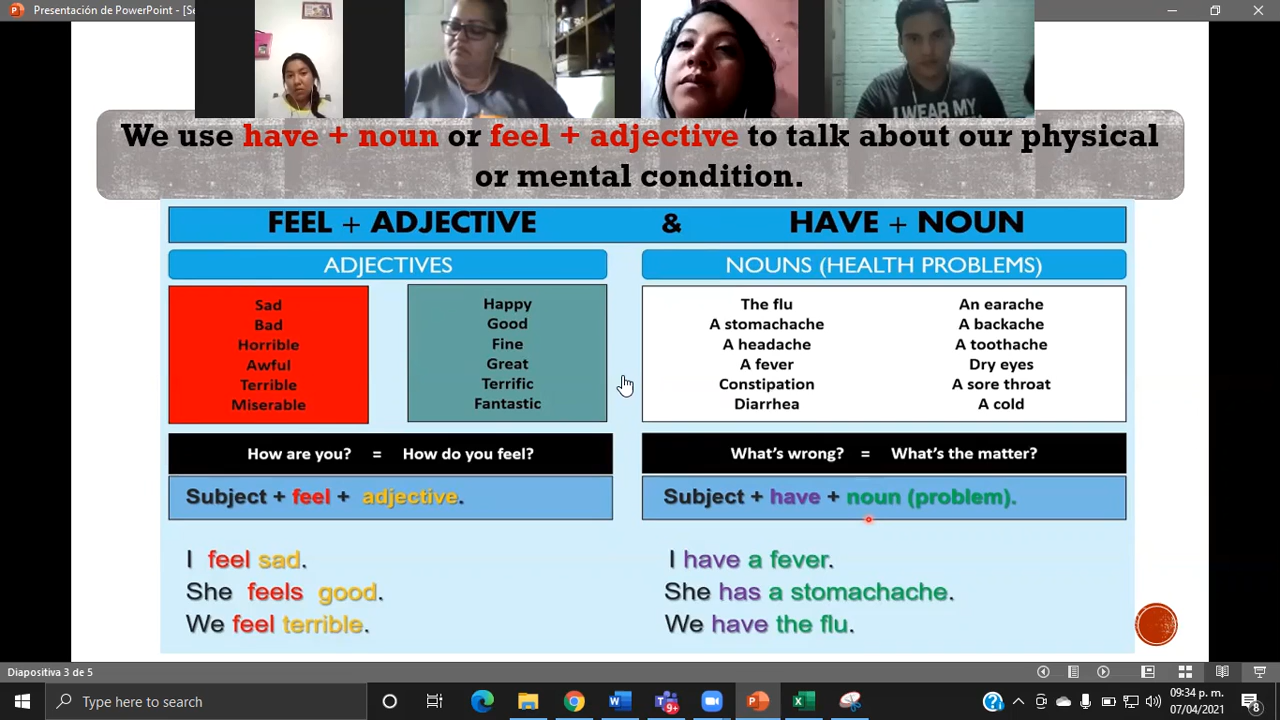 Presentación de PowerPoint - [Se
I WEAR MY
We use have + noun or feel + adjective to talk about our physical
or mental condition.
FEEL + ADJECTIVE & HAVE + NOUN
ADJECTIVES
Sad
Bad
Horrible
Awful
Terrible
Miserable
Happy
Good
Fine
Great
Terrific
Fantastic
How are you? = How do you feel?
Subject + feel + adjective.
I feel sad.
She feels good.
We feel terrible.
NOUNS (HEALTH PROBLEMS)
The flu
A stomachache
A headache
A fever
Constipation
Diarrhea
An earache
A backache
A toothache
Dry eyes
A sore throat
A cold
What's wrong? = What's the matter?
Subject + have + noun (problem).
I have a fever.
She has a stomachache.
We have the flu.
Diapositiva 3 de 5
Type here to search
9+
09:34 p. m.
07/04/2021
8